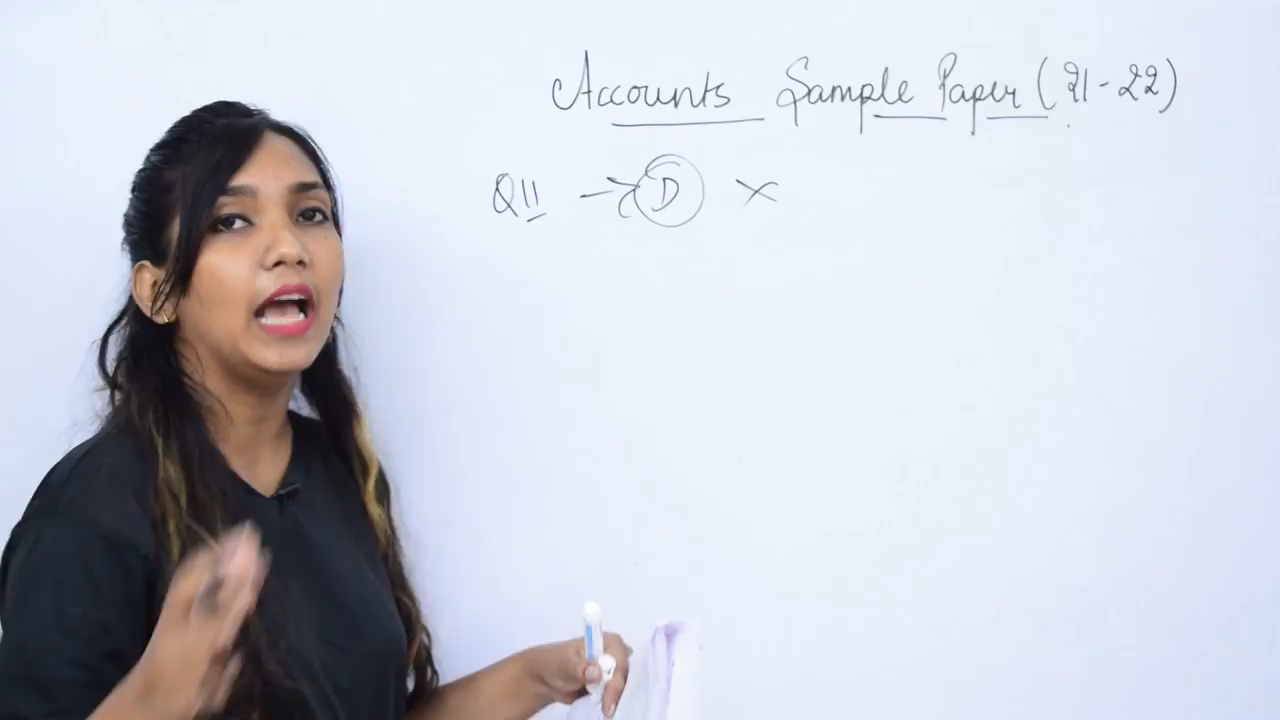 Accounts Sample Paper (21-22)
Q11 → D ×